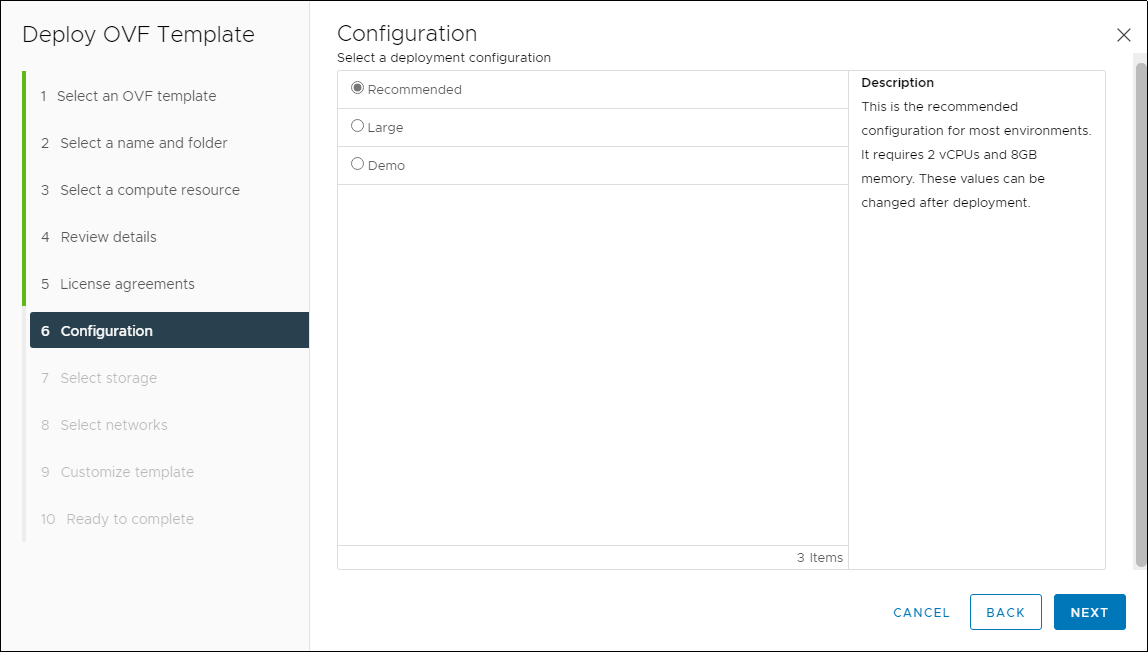 Deploy OVF Template
1 Select an OVF template
2 Select a name and folder
3 Select a compute resource
4 Review details
5 License agreements
6 Configuration
7 Select storage
8 Select networks
9 Customize template
10 Ready to complete
Configuration
Select a deployment configuration
Recommended
Large
Demo
3 Items
Description
This is the recommended
configuration for most environments.
It requires 2 vCPUs and 8GB
memory. These values can be
changed after deployment.
CANCEL
BACK
NEXT